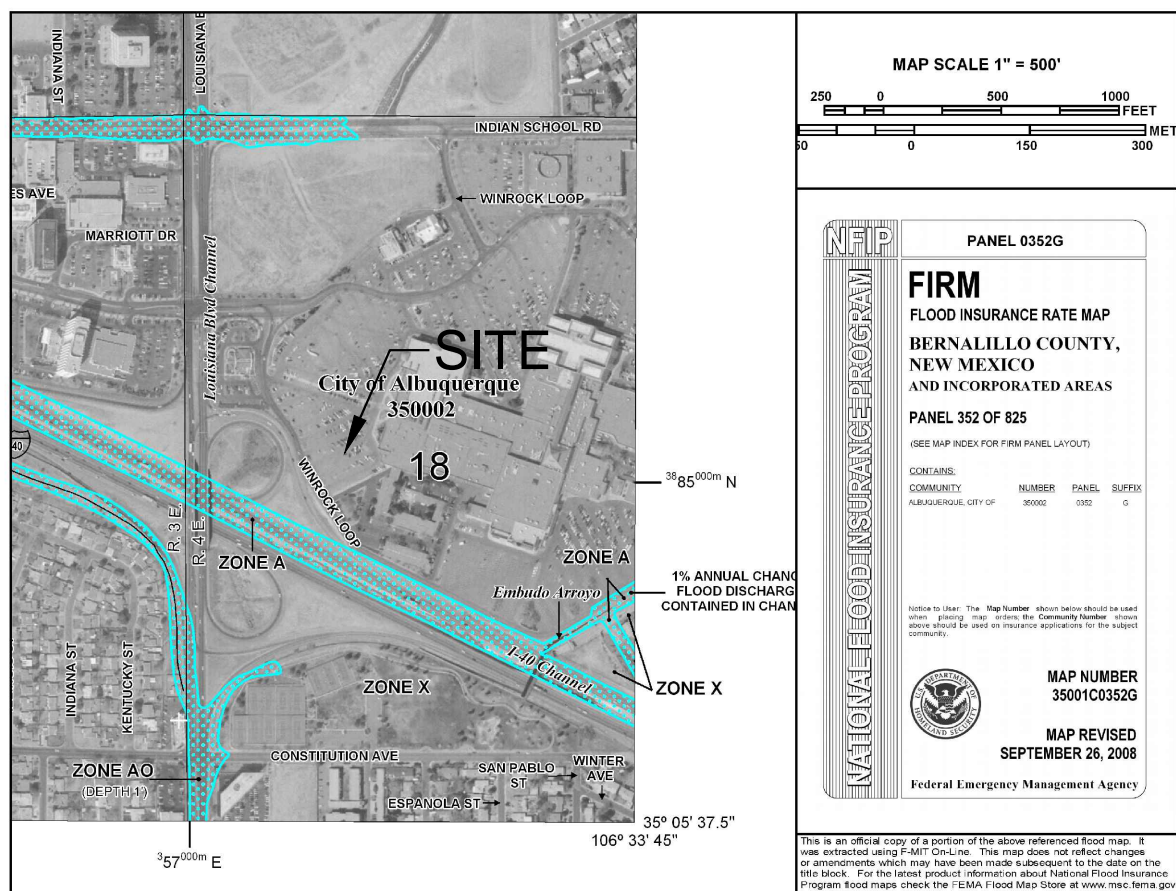 INDIANA ST
LOUISIANA B
INDIAN SCHOOL RD
ES AVE
WINROCK LOOP
MARRIOTT DR
Louisiana Blvd Channel
SITE
City of Albuquerque
350002
18
40
WINROCK LOOP
³⁸85⁰⁰⁰ᵐ N
R. 3 E.
R. 4 E.
ZONE A
ZONE A
Embudo Arroyo
1% ANNUAL CHANC
FLOOD DISCHARG
CONTAINED IN CHAN
I-40 Channel
ZONE X
ZONE X
INDIANA ST
KENTUCKY ST
CONSTITUTION AVE
ZONE AO
(DEPTH 1')
SAN PABLO
ST
WINTER
AVE
ESPANOLA ST
35º 05' 37.5"
106º 33' 45"
³57⁰⁰⁰ᵐ E
MAP SCALE 1" = 500'
250 0 500 1000
FEET
MET
50 0 150 300
NFIP
NATIONAL FLOOD INSURANCE PROGRAM
PANEL 0352G
FIRM
FLOOD INSURANCE RATE MAP
BERNALILLO COUNTY,
NEW MEXICO
AND INCORPORATED AREAS
PANEL 352 OF 825
(SEE MAP INDEX FOR FIRM PANEL LAYOUT)
CONTAINS:
COMMUNITY NUMBER PANEL SUFFIX
ALBUQUERQUE, CITY OF 350002 0352 G
Notice to User: The Map Number shown below should be used
when placing map orders; the Community Number shown
above should be used on insurance applications for the subject
community.
U.S. DEPARTMENT OF
HOMELAND SECURITY
MAP NUMBER
35001C0352G
MAP REVISED
SEPTEMBER 26, 2008
Federal Emergency Management Agency
This is an official copy of a portion of the above referenced flood map. It
was extracted using F-MIT On-Line. This map does not reflect changes
or amendments which may have been made subsequent to the date on the
title block. For the latest product information about National Flood Insurance
Program flood maps check the FEMA Flood Map Store at www.msc.fema.gov